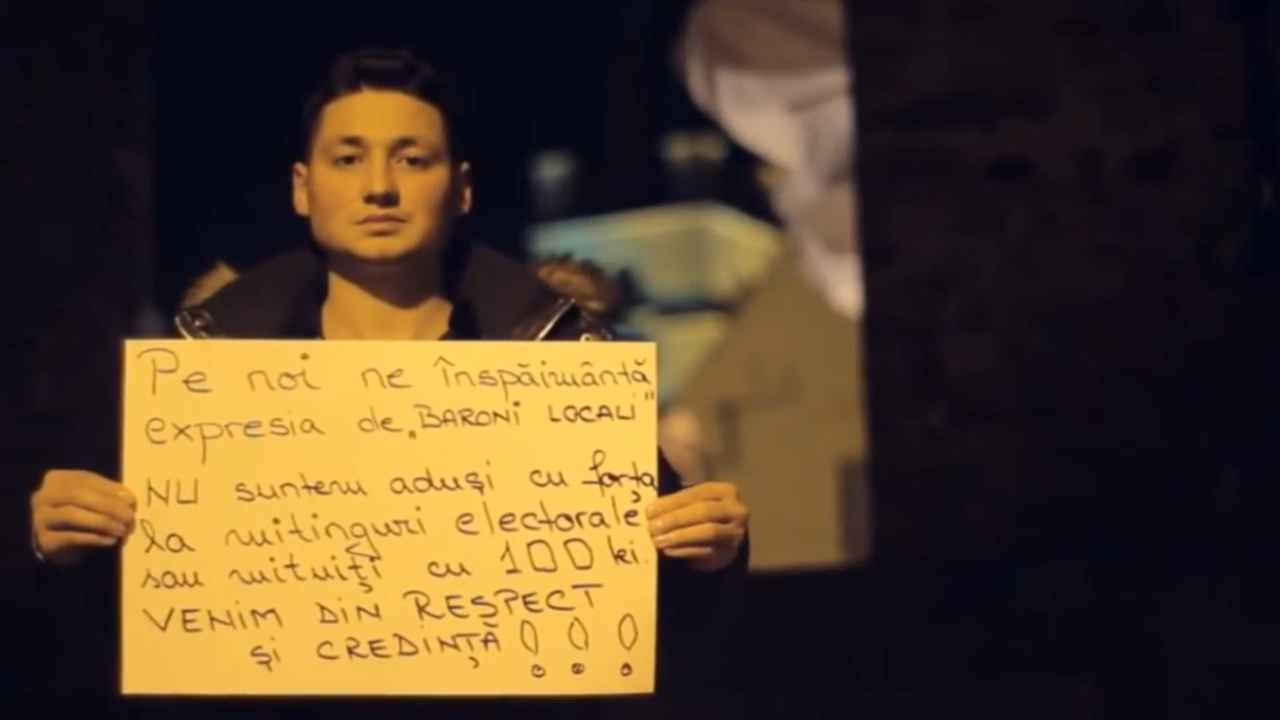 Pe noi ne înspăimântă
expresia de „BARONI LOCALI"
NU suntem aduși cu forța
la mitinguri electorale
sau mituiți cu 100 lei.
VENIM DIN RESPECT
și CREDINȚĂ!!!